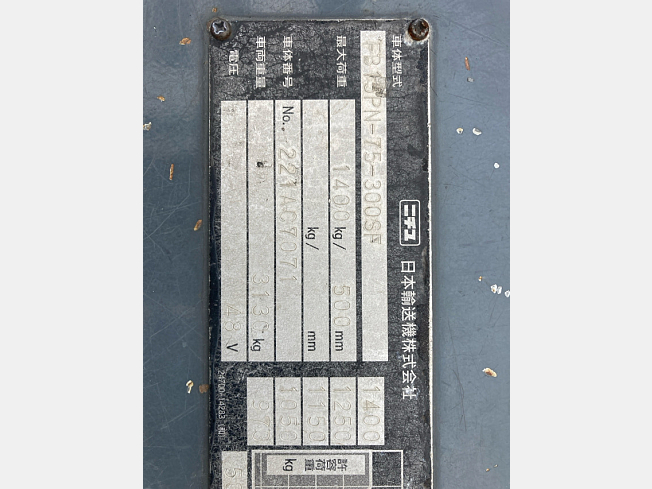 ニチユ 日本輸送機株式会社
車体型式 FB15PN-75-300SF
最大荷重 1400 kg/ 500 mm
kg/ mm
車体番号 No. 221AC7071
車両重量 kg
電圧 48 V
1400
1250
1150
1050
許容荷重
kg